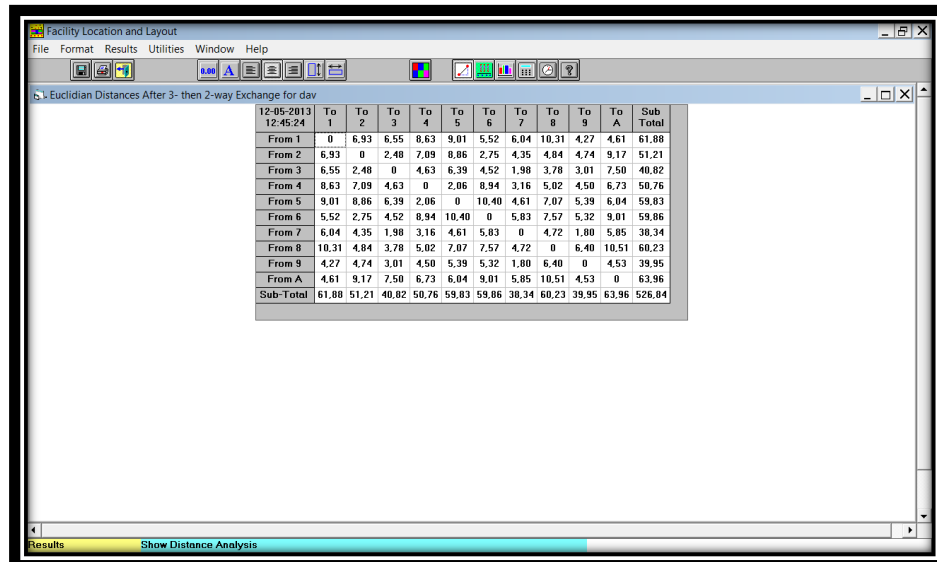 Facility Location and Layout
File Format Results Utilities Window Help
0.00 A ?
Euclidian Distances After 3- then 2-way Exchange for dav
12-05-2013 12:45:24 To 1 To 2 To 3 To 4 To 5 To 6 To 7 To 8 To 9 To A Sub Total
From 1 0 6,93 6,55 8,63 9,01 5,52 6,04 10,31 4,27 4,61 61,88
From 2 6,93 0 2,48 7,09 8,86 2,75 4,35 4,84 4,74 9,17 51,21
From 3 6,55 2,48 0 4,63 6,39 4,52 1,98 3,78 3,01 7,50 40,82
From 4 8,63 7,09 4,63 0 2,06 8,94 3,16 5,02 4,50 6,73 50,76
From 5 9,01 8,86 6,39 2,06 0 10,40 4,61 7,07 5,39 6,04 59,83
From 6 5,52 2,75 4,52 8,94 10,40 0 5,83 7,57 5,32 9,01 59,86
From 7 6,04 4,35 1,98 3,16 4,61 5,83 0 4,72 1,80 5,85 38,34
From 8 10,31 4,84 3,78 5,02 7,07 7,57 4,72 0 6,40 10,51 60,23
From 9 4,27 4,74 3,01 4,50 5,39 5,32 1,80 6,40 0 4,53 39,95
From A 4,61 9,17 7,50 6,73 6,04 9,01 5,85 10,51 4,53 0 63,96
Sub-Total 61,88 51,21 40,82 50,76 59,83 59,86 38,34 60,23 39,95 63,96 526,84
Results Show Distance Analysis